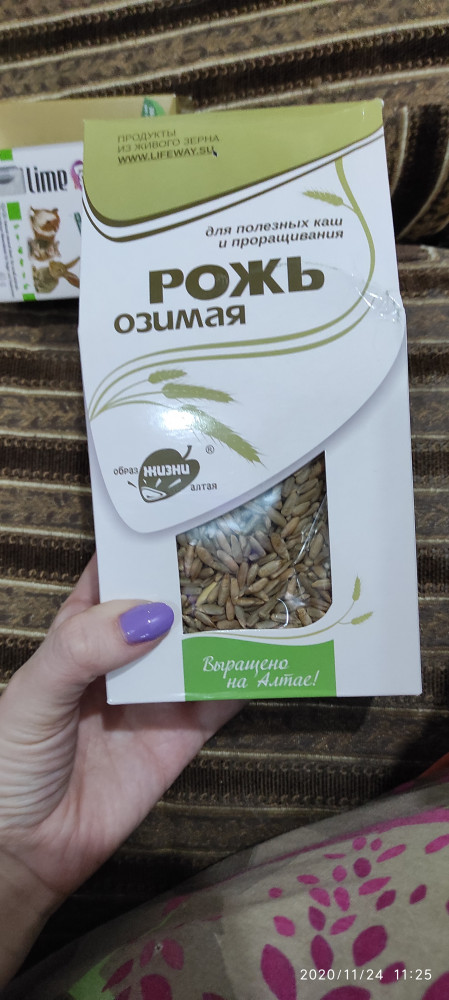 ПРОДУКТЫ
ИЗ ЖИВОГО ЗЕРНА
WWW.LIFEWAY.SU
lime
для полезных каш
и проращивания
РОЖЬ
озимая
образ ЖИЗНИ ®
алтая
Выращено
на Алтае!
2020/11/24 11:25